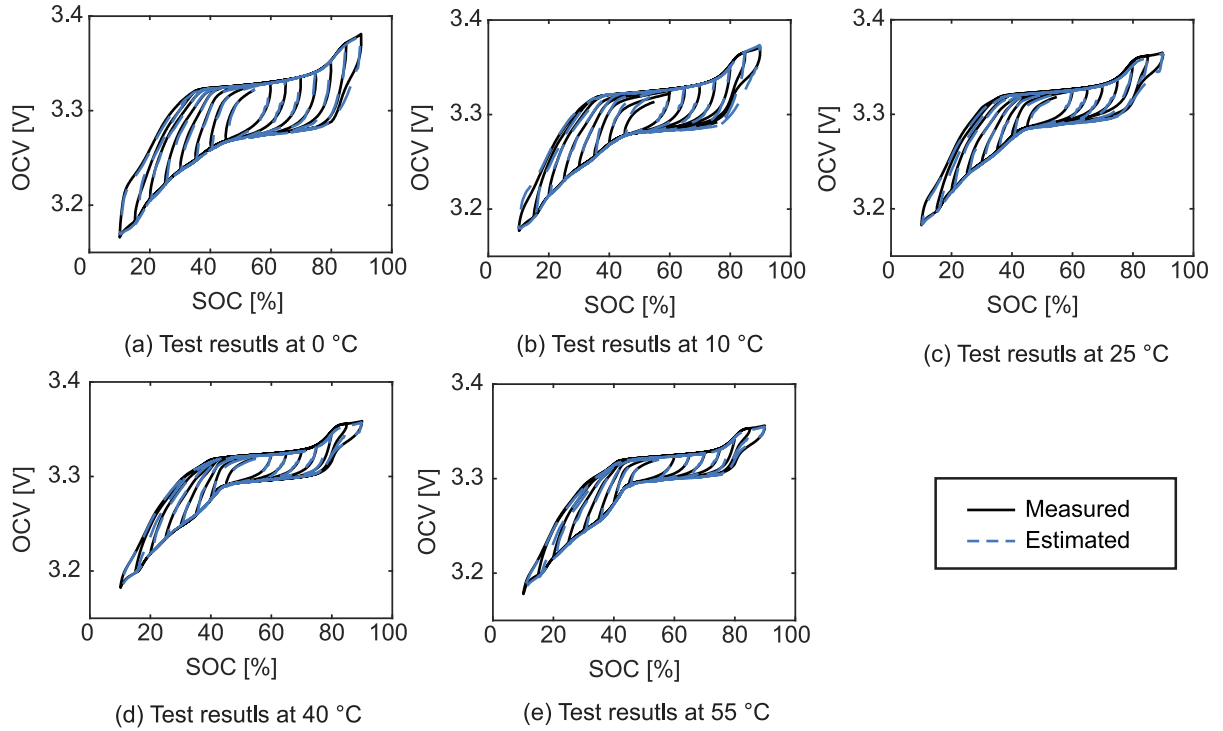 3.4
3.3
3.2
OCV [V]
0 20 40 60 80 100
SOC [%]
(a) Test resutls at 0 °C
3.4
3.3
3.2
OCV [V]
0 20 40 60 80 100
SOC [%]
(b) Test resutls at 10 °C
3.4
3.3
3.2
OCV [V]
0 20 40 60 80 100
SOC [%]
(c) Test resutls at 25 °C
3.4
3.3
3.2
OCV [V]
0 20 40 60 80 100
SOC [%]
(d) Test resutls at 40 °C
3.4
3.3
3.2
OCV [V]
0 20 40 60 80 100
SOC [%]
(e) Test resutls at 55 °C
Measured
Estimated